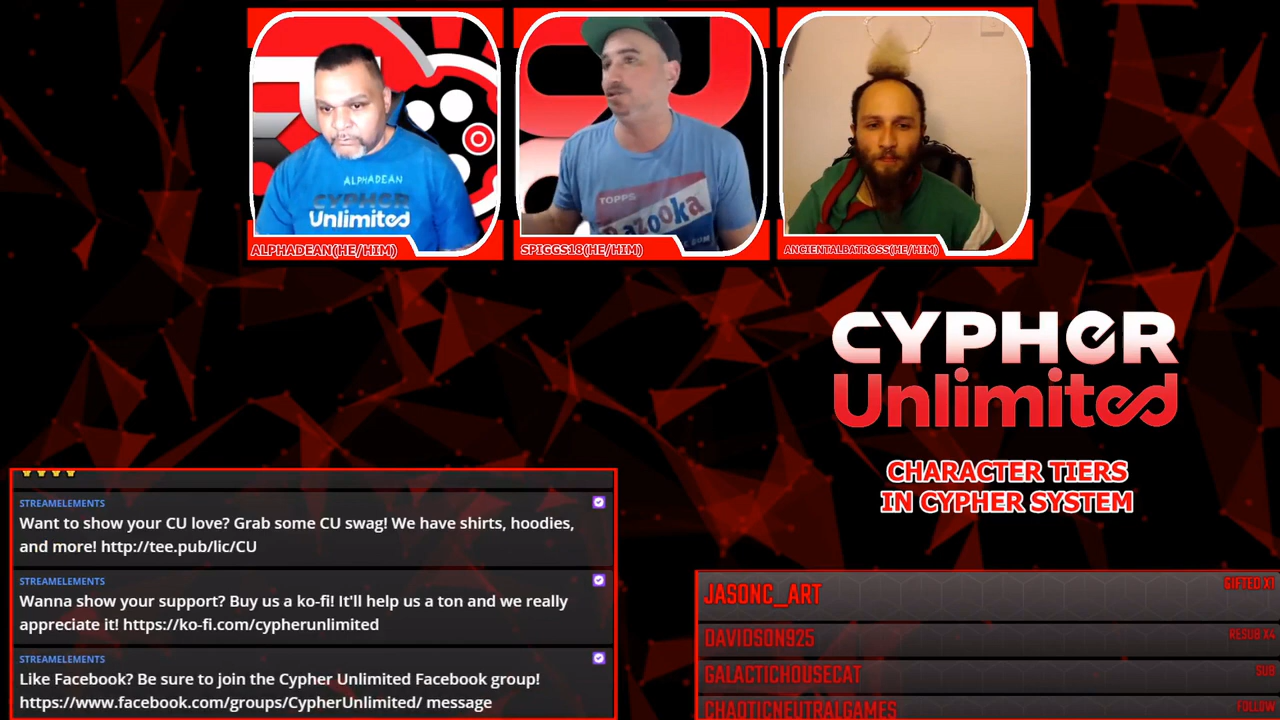 ALPHADEAN
CYPHER
Unlimited
TOPPS
Bazooka
ALPHADEAN(HE/HIM)
SPIGGS18(HE/HIM)
ANCIENTALBATROSS(HE/HIM)
CYPHER
Unlimited
CHARACTER TIERS
IN CYPHER SYSTEM
STREAMELEMENTS
Want to show your CU love? Grab some CU swag! We have shirts, hoodies,
and more! http://tee.pub/lic/CU
STREAMELEMENTS
Wanna show your support? Buy us a ko-fi! It'll help us a ton and we really
appreciate it! https://ko-fi.com/cypherunlimited
STREAMELEMENTS
Like Facebook? Be sure to join the Cypher Unlimited Facebook group!
https://www.facebook.com/groups/CypherUnlimited/ message
JASONC_ART GIFTED X1
DAVIDSON925 RESUB X4
GALACTICHOUSECAT SUB
CHAOTICNEUTRALGAMES FOLLOW